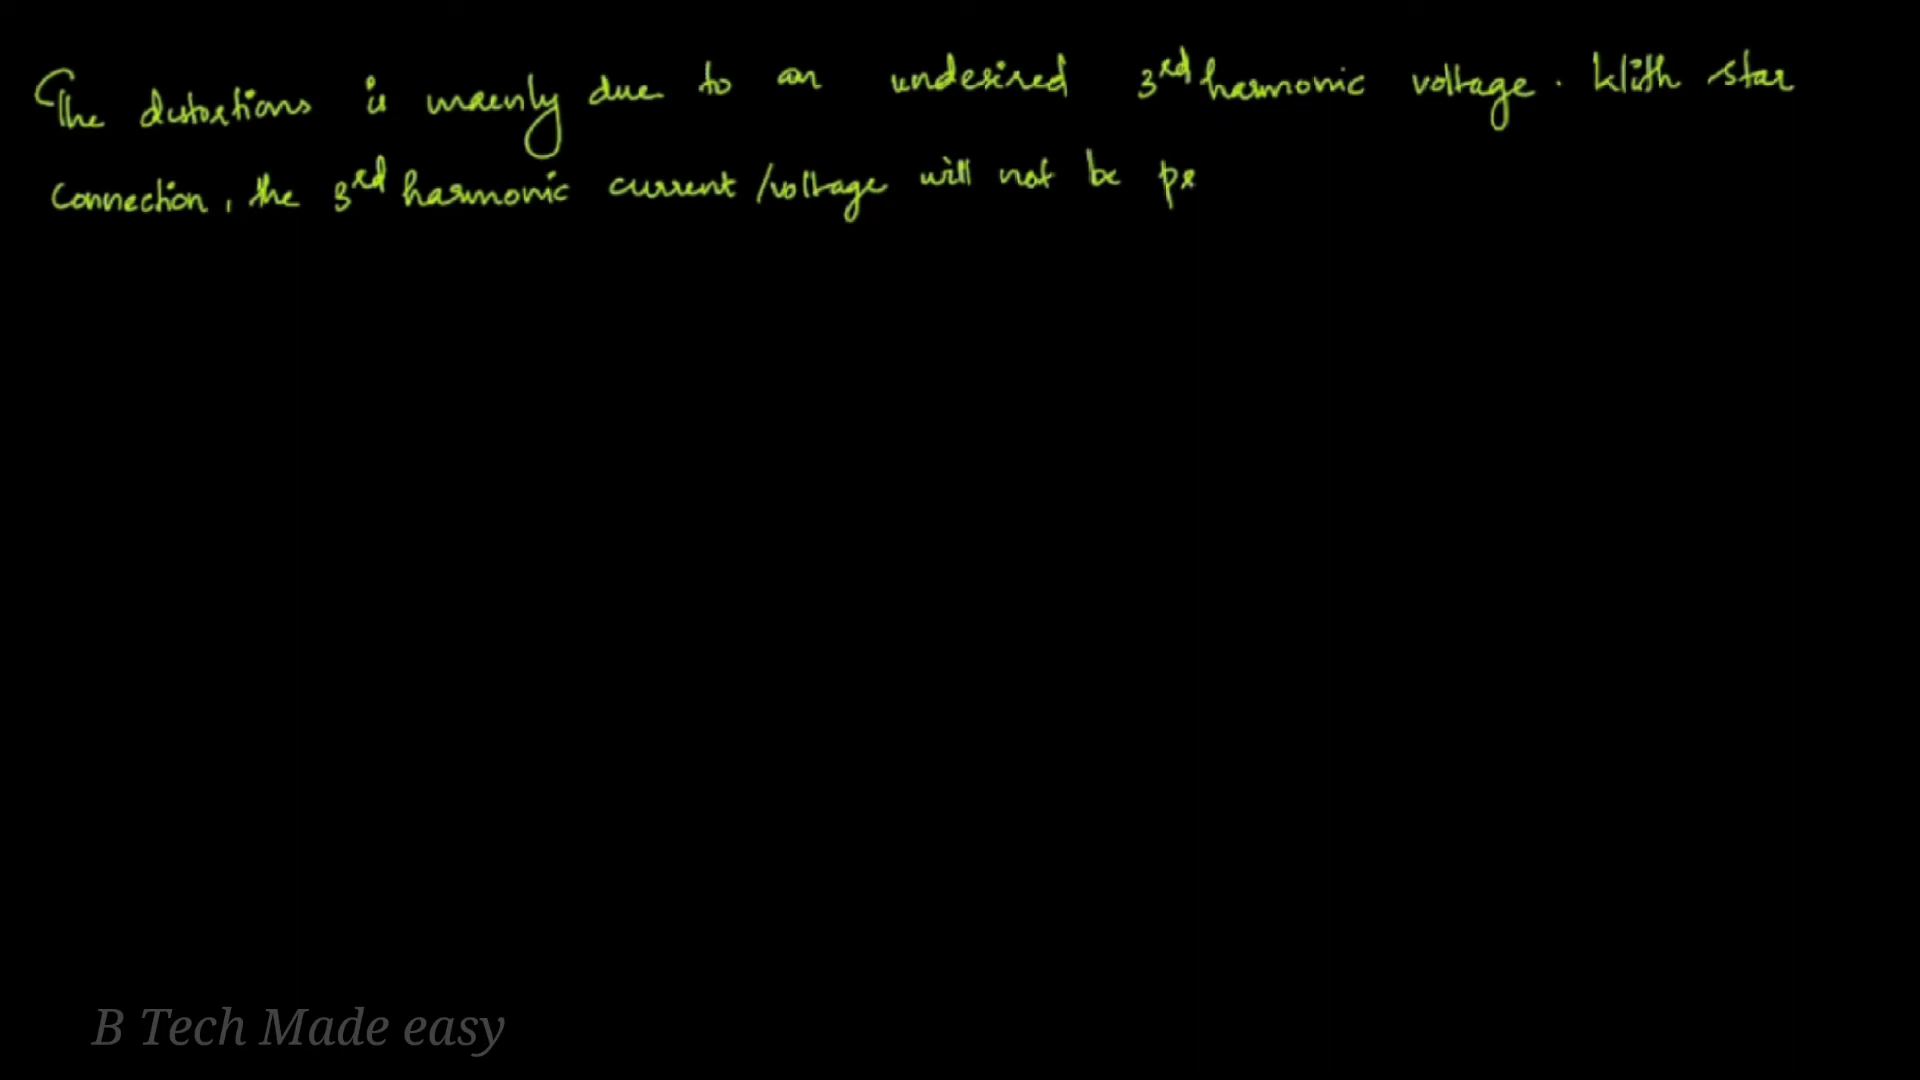 The distortions is mainly due to an undesired 3rd harmonic voltage. With star
connection, the 3rd harmonic current/voltage will not be pr
B Tech Made easy